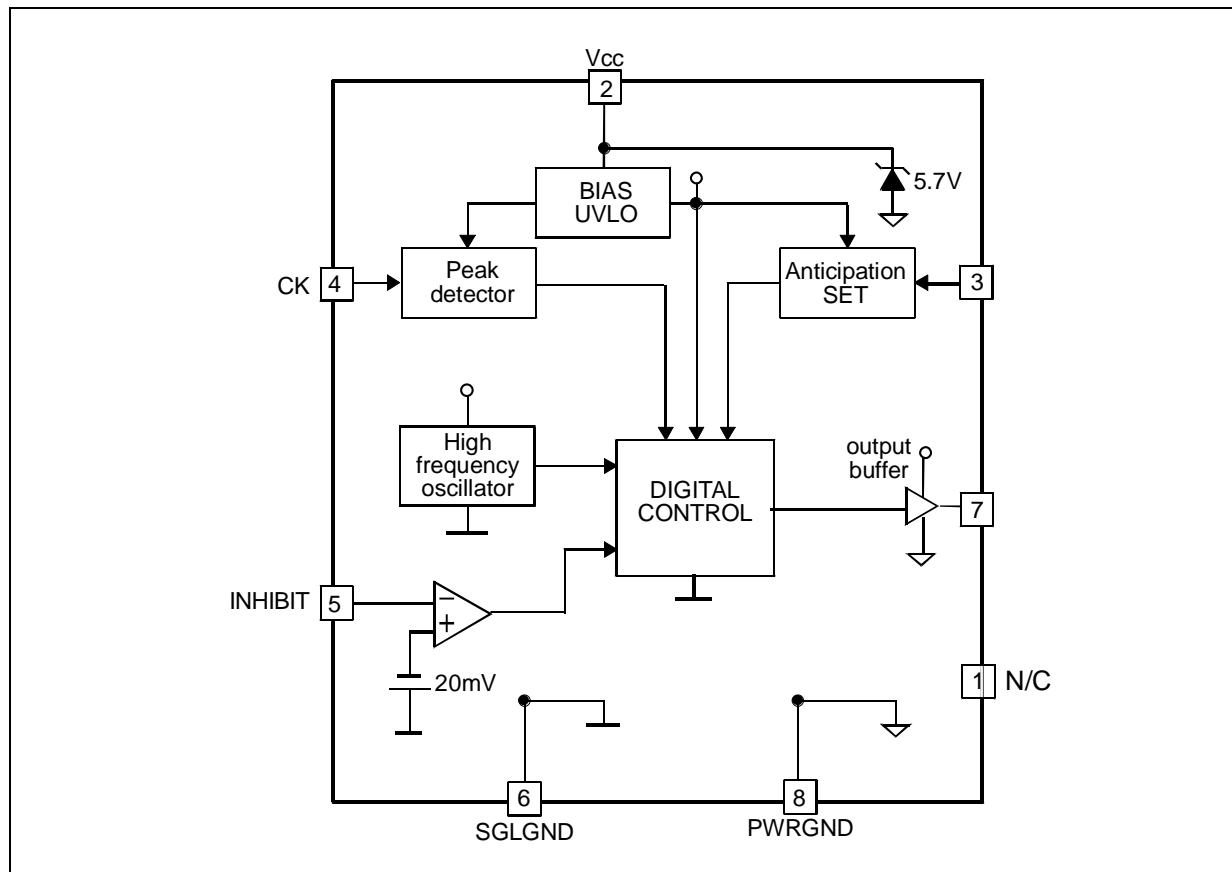 Vcc
2
BIAS
UVLO
5.7V
CK
4
Peak
detector
Anticipation
SET
3
High
frequency
oscillator
DIGITAL
CONTROL
output
buffer
7
INHIBIT
5
−
+
20mV
1
N/C
6
8
SGLGND
PWRGND